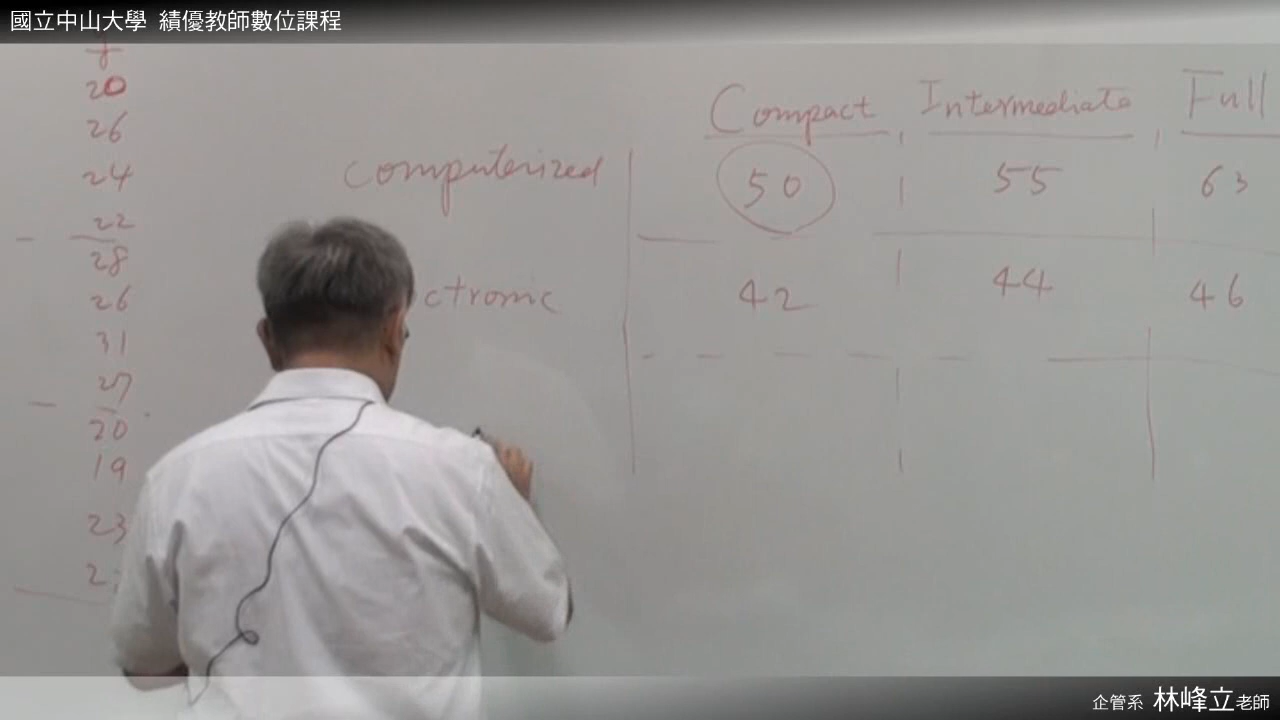 國立中山大學 績優教師數位課程
y
20
26
24
22
28
26
31
27
20
19
23
Compact Intermediate Full
computerized 50 55 63
ctronic 42 44 46
企管系 林峰立老師